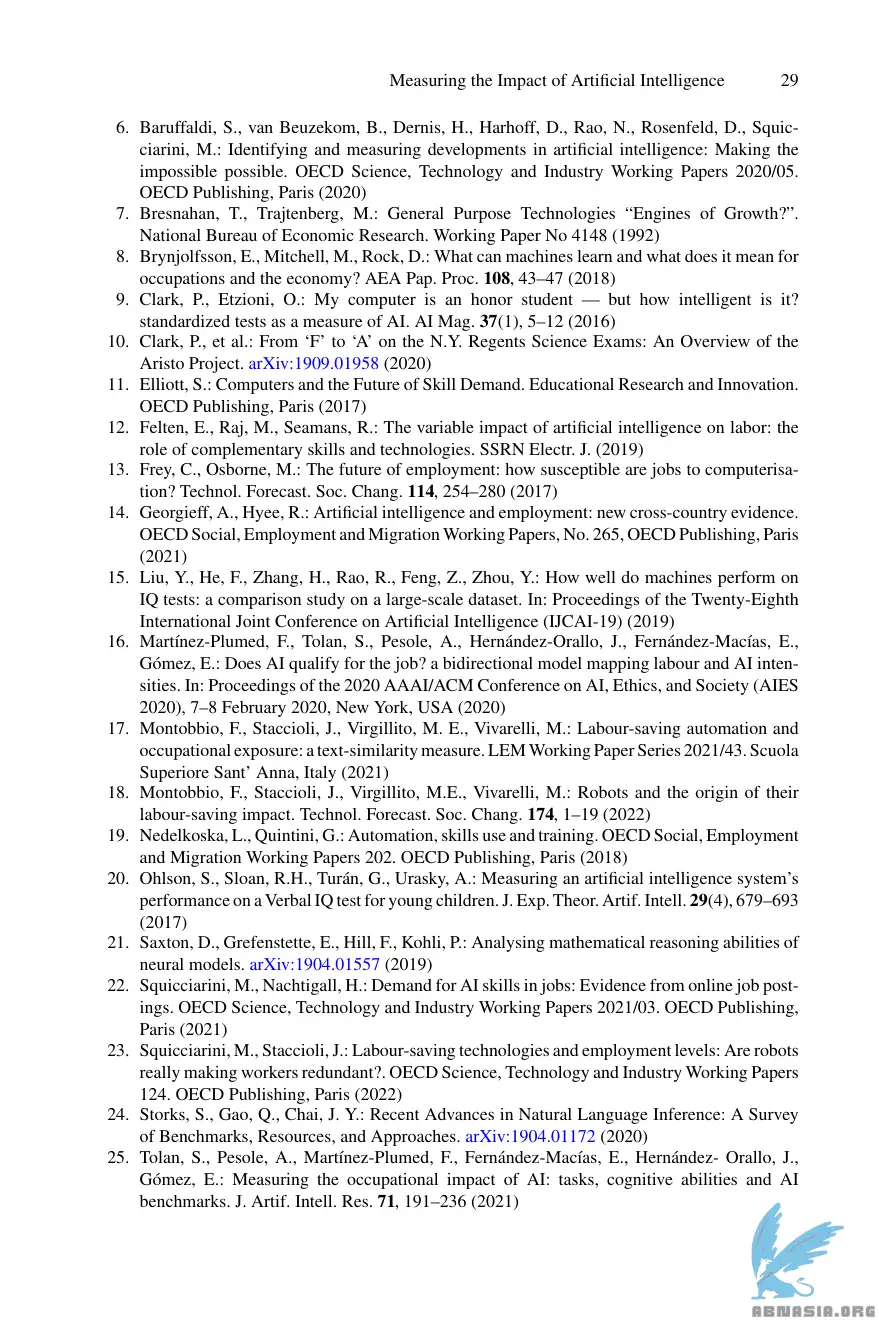 Measuring the Impact of Artificial Intelligence 29
6. Baruffaldi, S., van Beuzekom, B., Dernis, H., Harhoff, D., Rao, N., Rosenfeld, D., Squic-
ciarini, M.: Identifying and measuring developments in artificial intelligence: Making the
impossible possible. OECD Science, Technology and Industry Working Papers 2020/05.
OECD Publishing, Paris (2020)
7. Bresnahan, T., Trajtenberg, M.: General Purpose Technologies “Engines of Growth?”.
National Bureau of Economic Research. Working Paper No 4148 (1992)
8. Brynjolfsson, E., Mitchell, M., Rock, D.: What can machines learn and what does it mean for
occupations and the economy? AEA Pap. Proc. 108, 43–47 (2018)
9. Clark, P., Etzioni, O.: My computer is an honor student — but how intelligent is it?
standardized tests as a measure of AI. AI Mag. 37(1), 5–12 (2016)
10. Clark, P., et al.: From ‘F’ to ‘A’ on the N.Y. Regents Science Exams: An Overview of the
Aristo Project. arXiv:1909.01958 (2020)
11. Elliott, S.: Computers and the Future of Skill Demand. Educational Research and Innovation.
OECD Publishing, Paris (2017)
12. Felten, E., Raj, M., Seamans, R.: The variable impact of artificial intelligence on labor: the
role of complementary skills and technologies. SSRN Electr. J. (2019)
13. Frey, C., Osborne, M.: The future of employment: how susceptible are jobs to computerisa-
tion? Technol. Forecast. Soc. Chang. 114, 254–280 (2017)
14. Georgieff, A., Hyee, R.: Artificial intelligence and employment: new cross-country evidence.
OECD Social, Employment and Migration Working Papers, No. 265, OECD Publishing, Paris
(2021)
15. Liu, Y., He, F., Zhang, H., Rao, R., Feng, Z., Zhou, Y.: How well do machines perform on
IQ tests: a comparison study on a large-scale dataset. In: Proceedings of the Twenty-Eighth
International Joint Conference on Artificial Intelligence (IJCAI-19) (2019)
16. Martínez-Plumed, F., Tolan, S., Pesole, A., Hernández-Orallo, J., Fernández-Macías, E.,
Gómez, E.: Does AI qualify for the job? a bidirectional model mapping labour and AI inten-
sities. In: Proceedings of the 2020 AAAI/ACM Conference on AI, Ethics, and Society (AIES
2020), 7–8 February 2020, New York, USA (2020)
17. Montobbio, F., Staccioli, J., Virgillito, M. E., Vivarelli, M.: Labour-saving automation and
occupational exposure: a text-similarity measure. LEM Working Paper Series 2021/43. Scuola
Superiore Sant’ Anna, Italy (2021)
18. Montobbio, F., Staccioli, J., Virgillito, M.E., Vivarelli, M.: Robots and the origin of their
labour-saving impact. Technol. Forecast. Soc. Chang. 174, 1–19 (2022)
19. Nedelkoska, L., Quintini, G.: Automation, skills use and training. OECD Social, Employment
and Migration Working Papers 202. OECD Publishing, Paris (2018)
20. Ohlson, S., Sloan, R.H., Turán, G., Urasky, A.: Measuring an artificial intelligence system’s
performance on a Verbal IQ test for young children. J. Exp. Theor. Artif. Intell. 29(4), 679–693
(2017)
21. Saxton, D., Grefenstette, E., Hill, F., Kohli, P.: Analysing mathematical reasoning abilities of
neural models. arXiv:1904.01557 (2019)
22. Squicciarini, M., Nachtigall, H.: Demand for AI skills in jobs: Evidence from online job post-
ings. OECD Science, Technology and Industry Working Papers 2021/03. OECD Publishing,
Paris (2021)
23. Squicciarini, M., Staccioli, J.: Labour-saving technologies and employment levels: Are robots
really making workers redundant?. OECD Science, Technology and Industry Working Papers
124. OECD Publishing, Paris (2022)
24. Storks, S., Gao, Q., Chai, J. Y.: Recent Advances in Natural Language Inference: A Survey
of Benchmarks, Resources, and Approaches. arXiv:1904.01172 (2020)
25. Tolan, S., Pesole, A., Martínez-Plumed, F., Fernández-Macías, E., Hernández- Orallo, J.,
Gómez, E.: Measuring the occupational impact of AI: tasks, cognitive abilities and AI
benchmarks. J. Artif. Intell. Res. 71, 191–236 (2021)
ABNASIA.ORG